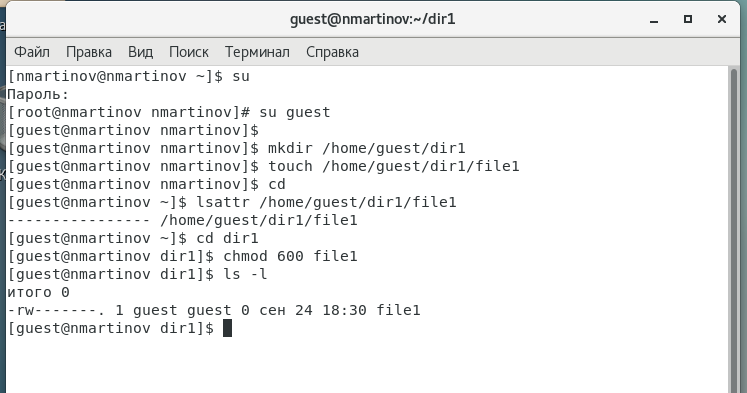 guest@nmartinov:~/dir1
Файл Правка Вид Поиск Терминал Справка
[nmartinov@nmartinov ~]$ su
Пароль:
[root@nmartinov nmartinov]# su guest
[guest@nmartinov nmartinov]$
[guest@nmartinov nmartinov]$ mkdir /home/guest/dir1
[guest@nmartinov nmartinov]$ touch /home/guest/dir1/file1
[guest@nmartinov nmartinov]$ cd
[guest@nmartinov ~]$ lsattr /home/guest/dir1/file1
---------------- /home/guest/dir1/file1
[guest@nmartinov ~]$ cd dir1
[guest@nmartinov dir1]$ chmod 600 file1
[guest@nmartinov dir1]$ ls -l
итого 0
-rw-------. 1 guest guest 0 сен 24 18:30 file1
[guest@nmartinov dir1]$